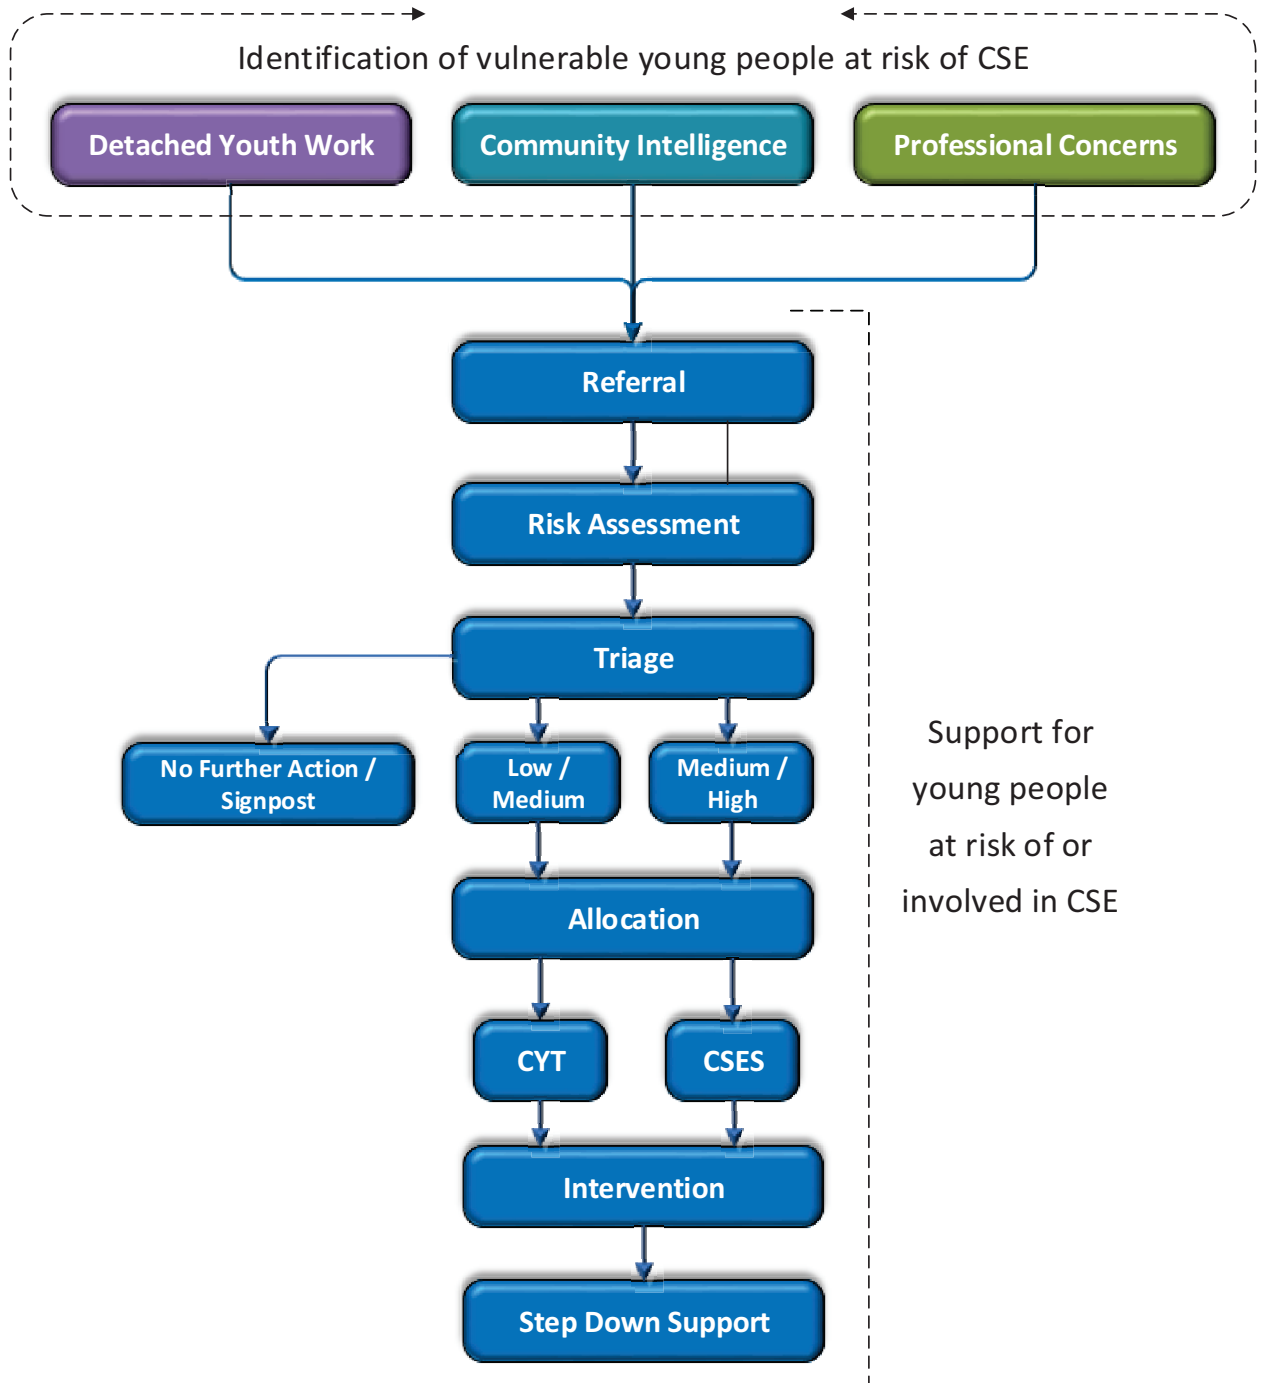 Identification of vulnerable young people at risk of CSE
Detached Youth Work
Community Intelligence
Professional Concerns
Referral
Risk Assessment
Triage
No Further Action /
Signpost
Low /
Medium
Medium /
High
Support for
young people
at risk of or
involved in CSE
Allocation
CYT
CSES
Intervention
Step Down Support